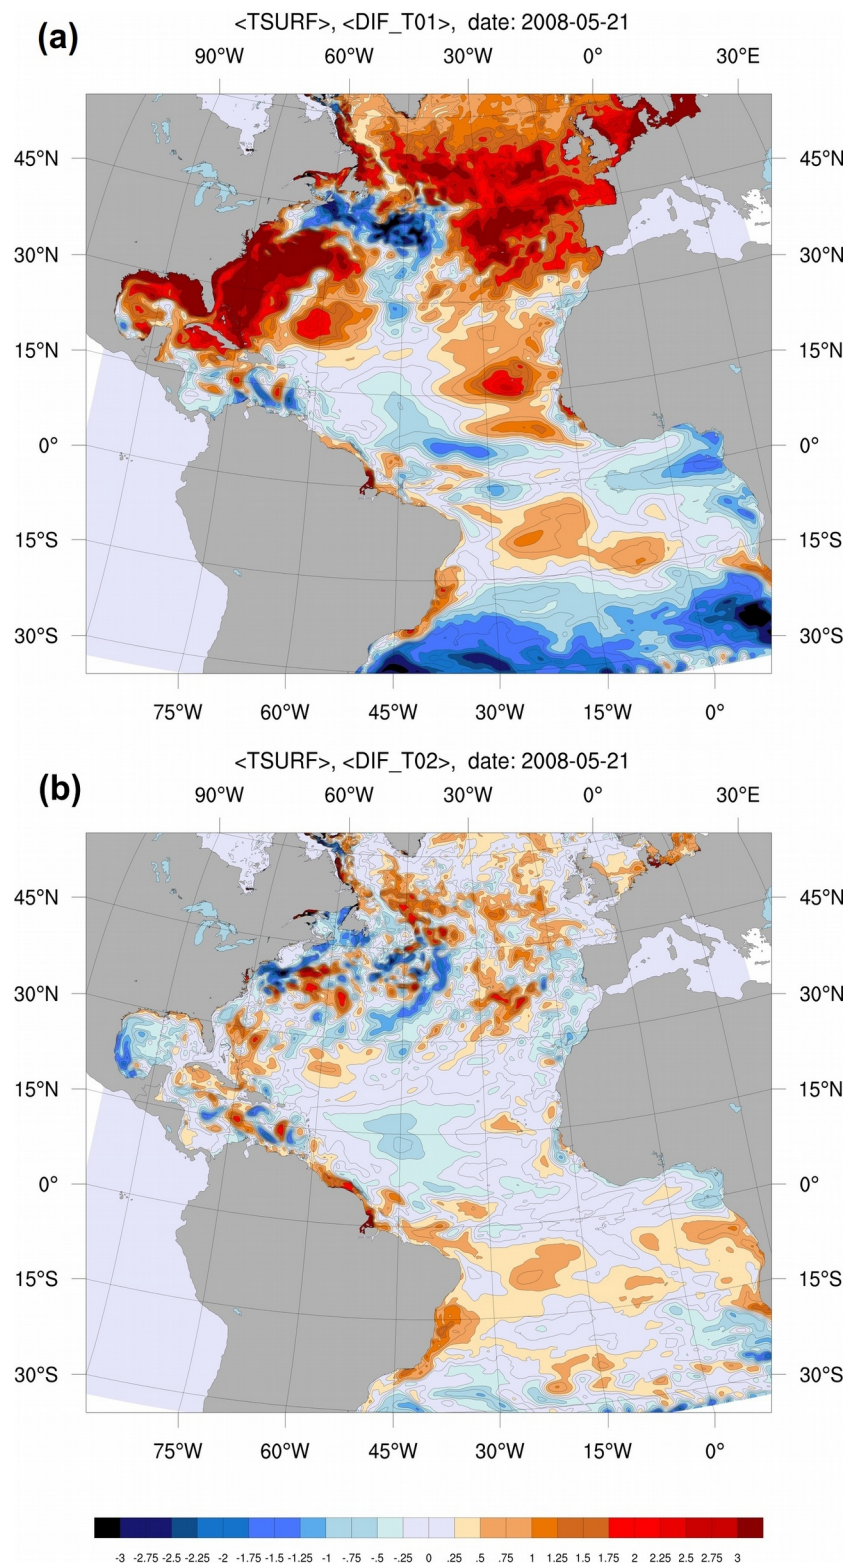 (a)
<TSURF>, <DIF_T01>, date: 2008-05-21
90°W 60°W 30°W 0° 30°E
45°N 45°N
30°N 30°N
15°N 15°N
0° 0°
15°S 15°S
30°S 30°S
75°W 60°W 45°W 30°W 15°W 0°
<TSURF>, <DIF_T02>, date: 2008-05-21
(b)
90°W 60°W 30°W 0° 30°E
45°N 45°N
30°N 30°N
15°N 15°N
0° 0°
15°S 15°S
30°S 30°S
75°W 60°W 45°W 30°W 15°W 0°
-3 -2.75 -2.5 -2.25 -2 -1.75 -1.5 -1.25 -1 -.75 -.5 -.25 0 .25 .5 .75 1 1.25 1.5 1.75 2 2.25 2.5 2.75 3